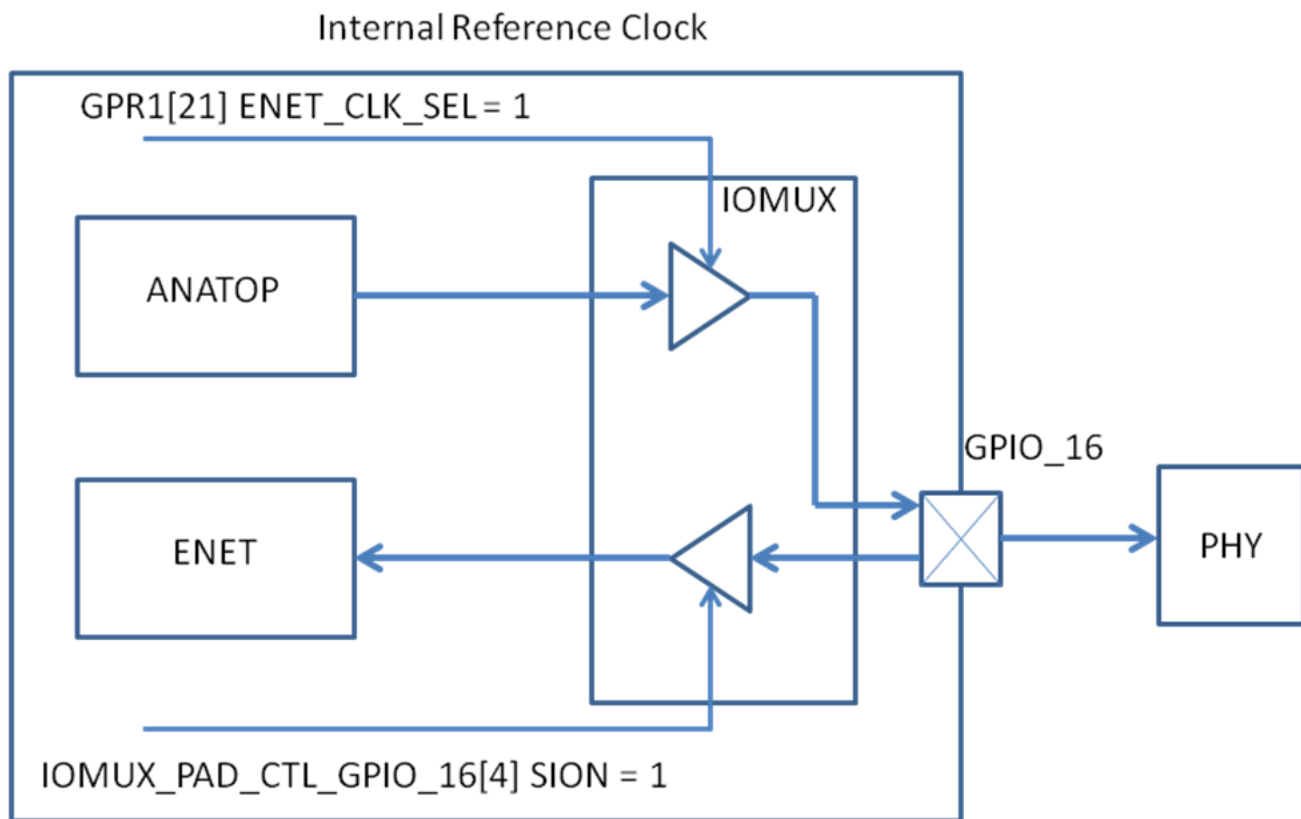 Internal Reference Clock
GPR1[21] ENET_CLK_SEL = 1
IOMUX
ANATOP
GPIO_16
ENET
PHY
IOMUX_PAD_CTL_GPIO_16[4] SION = 1